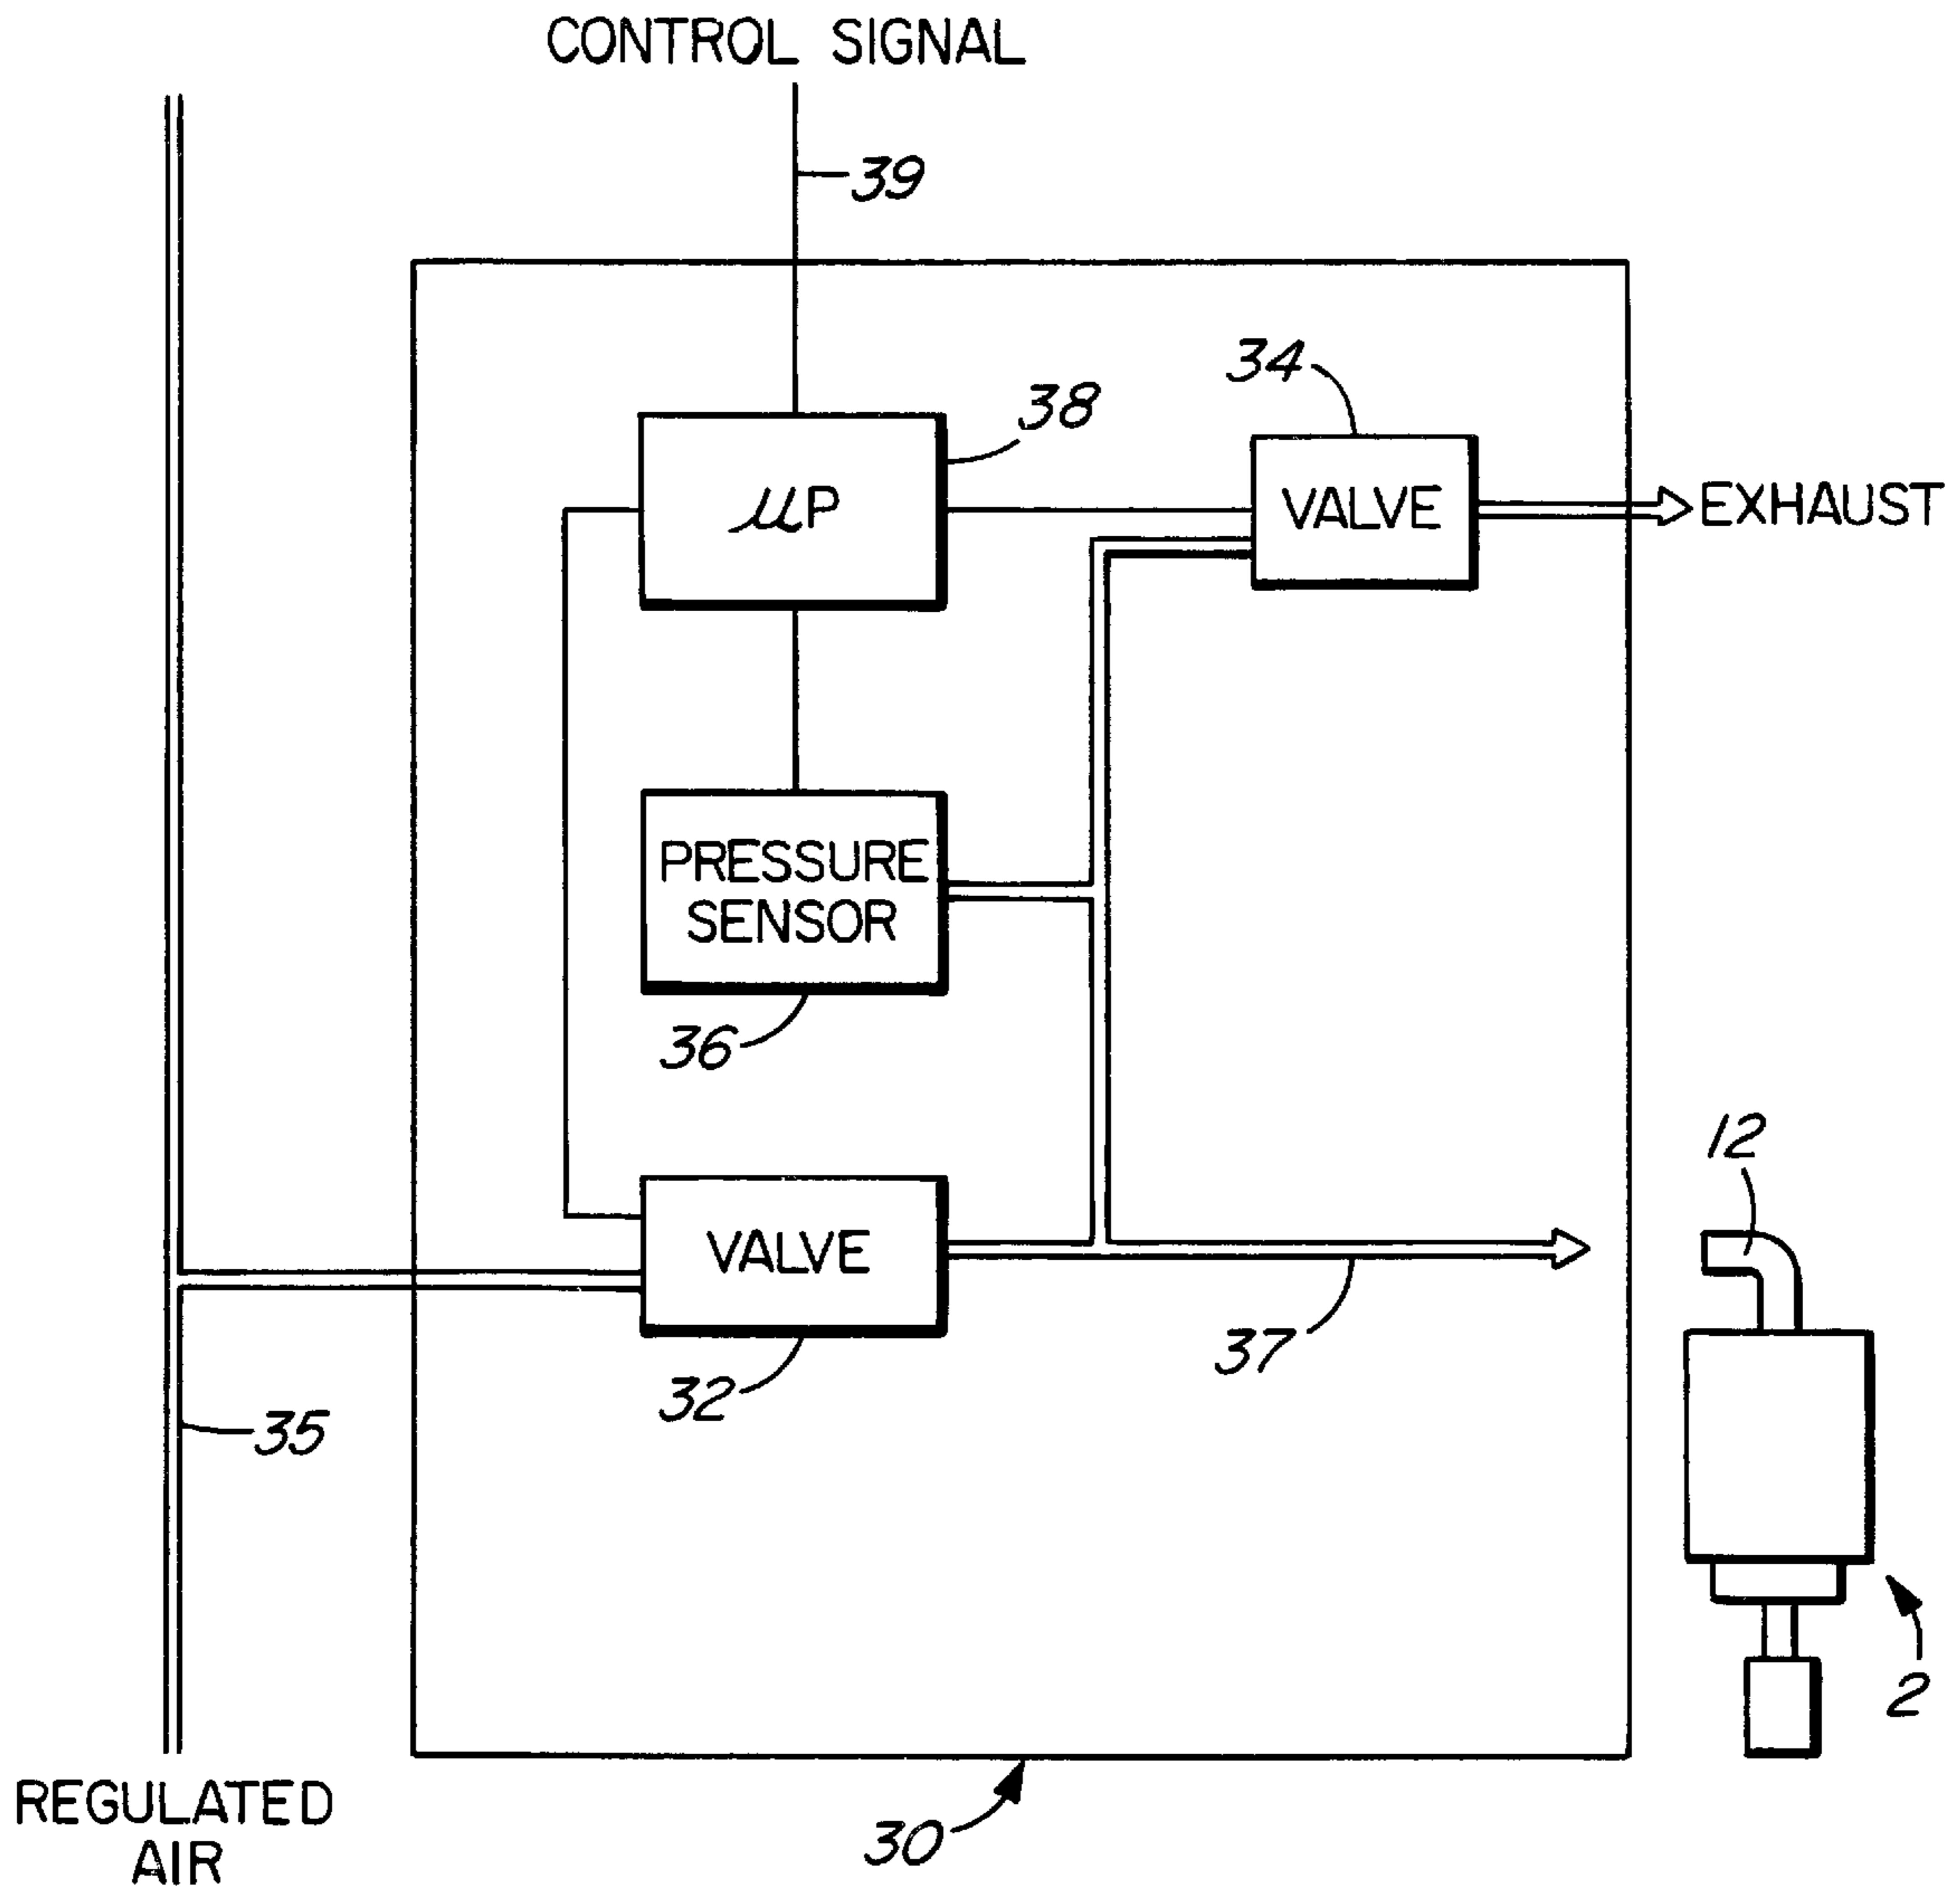 CONTROL SIGNAL
39
34
38
μP
VALVE
EXHAUST
PRESSURE
SENSOR
36
12
VALVE
37
32
35
2
REGULATED
AIR
30